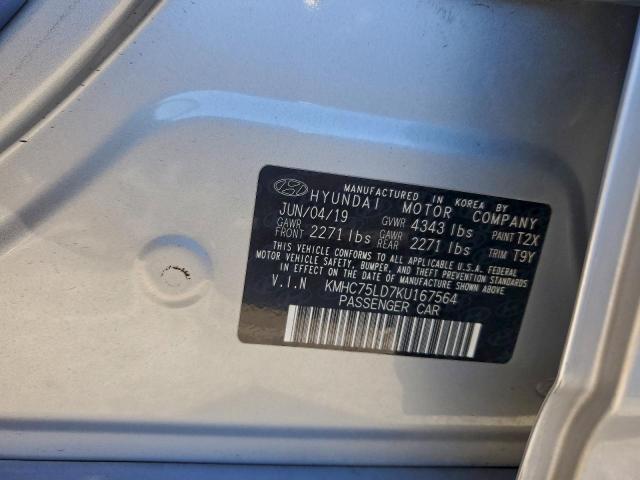 MANUFACTURED IN KOREA BY
HYUNDAI MOTOR COMPANY
JUN/04/19 GVWR 4343 lbs PAINT T2X
GAWR FRONT 2271 lbs GAWR REAR 2271 lbs TRIM T9Y
THIS VEHICLE CONFORMS TO ALL APPLICABLE U.S.A. FEDERAL
MOTOR VEHICLE SAFETY, BUMPER, AND THEFT PREVENTION
STANDARDS IN EFFECT ON THE DATE OF MANUFACTURE SHOWN ABOVE
V.I.N KMHC75LD7KU167564
PASSENGER CAR